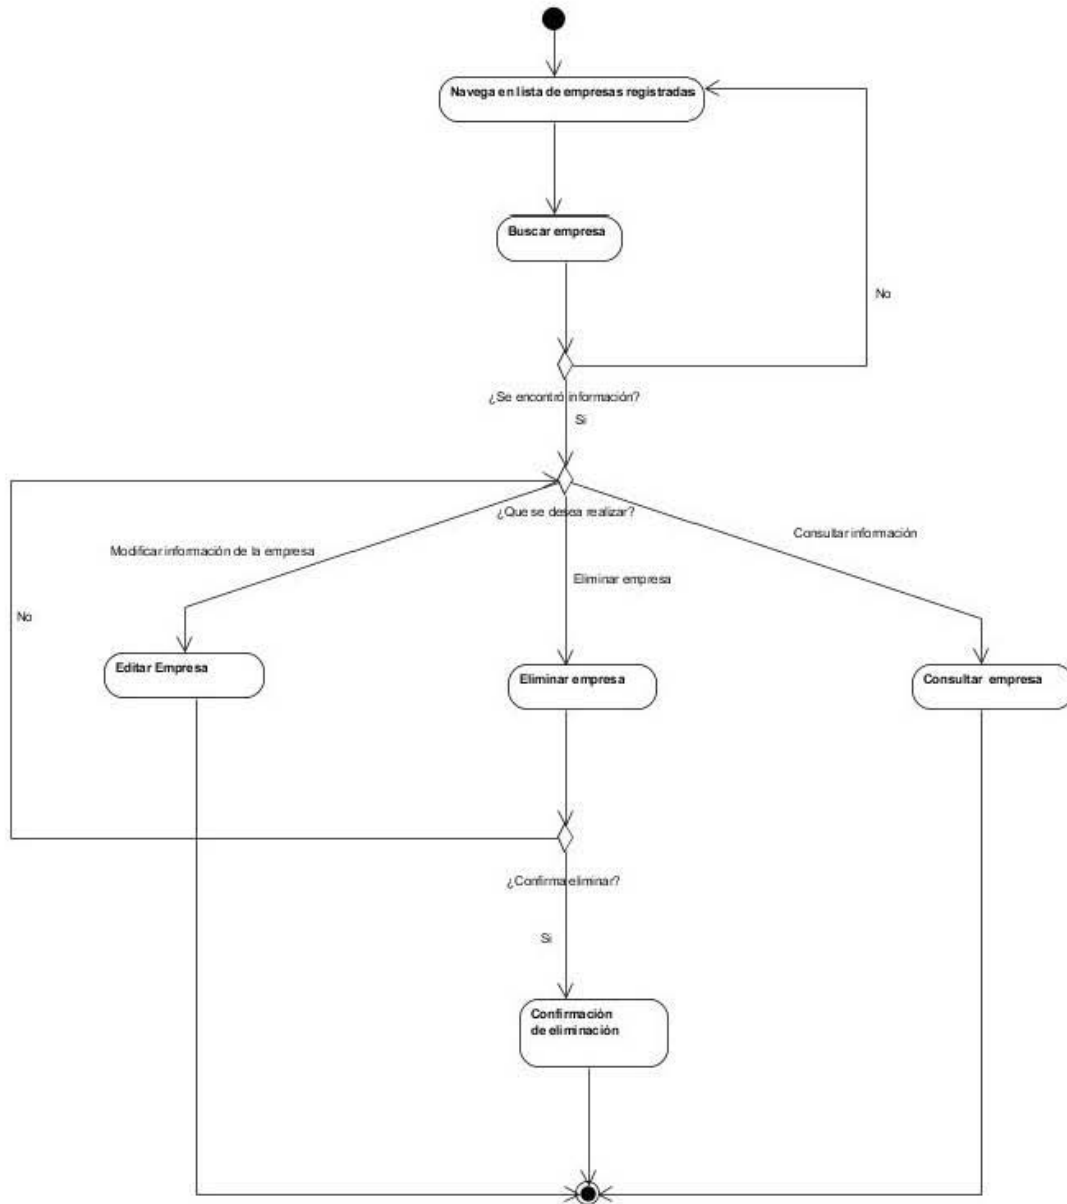 Navega en lista de empresas registradas
Buscar empresa
No
¿Se encontró información?
Si
¿Que se desea realizar?
Consultar información
Modificar información de la empresa
Eliminar empresa
No
Editar Empresa
Eliminar empresa
Consultar empresa
¿Confirma eliminar?
Si
Confirmación
de eliminación